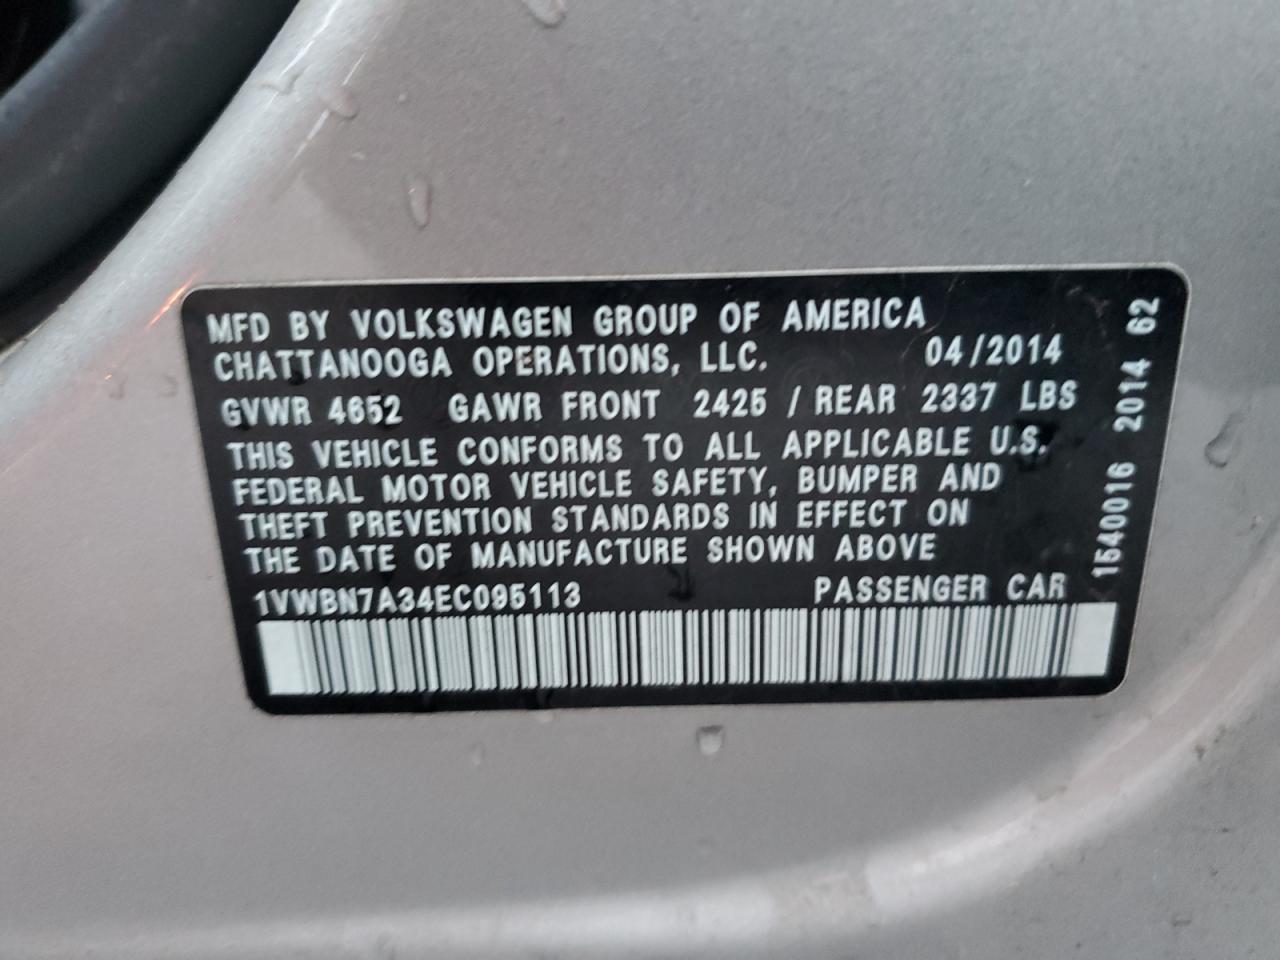 MFD BY VOLKSWAGEN GROUP OF AMERICA
CHATTANOOGA OPERATIONS, LLC. 04/2014
GVWR 4652 GAWR FRONT 2425 / REAR 2337 LBS
THIS VEHICLE CONFORMS TO ALL APPLICABLE U.S.
FEDERAL MOTOR VEHICLE SAFETY, BUMPER AND
THEFT PREVENTION STANDARDS IN EFFECT ON
THE DATE OF MANUFACTURE SHOWN ABOVE
1VWBN7A34EC095113 PASSENGER CAR
1540016 2014 62